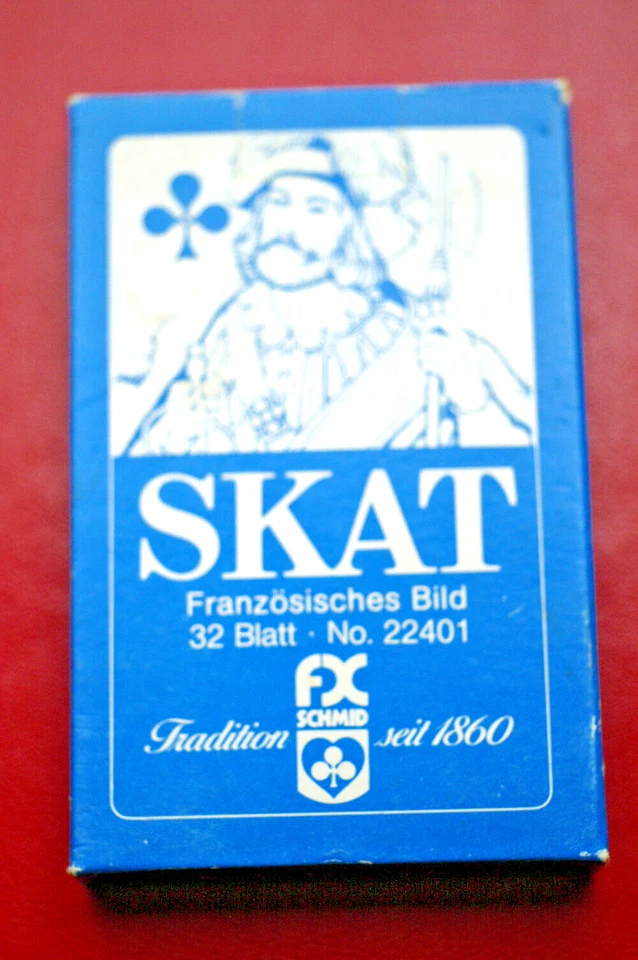 SKAT
Französisches Bild
32 Blatt · No. 22401
FX
SCHMID
Tradition seit 1860